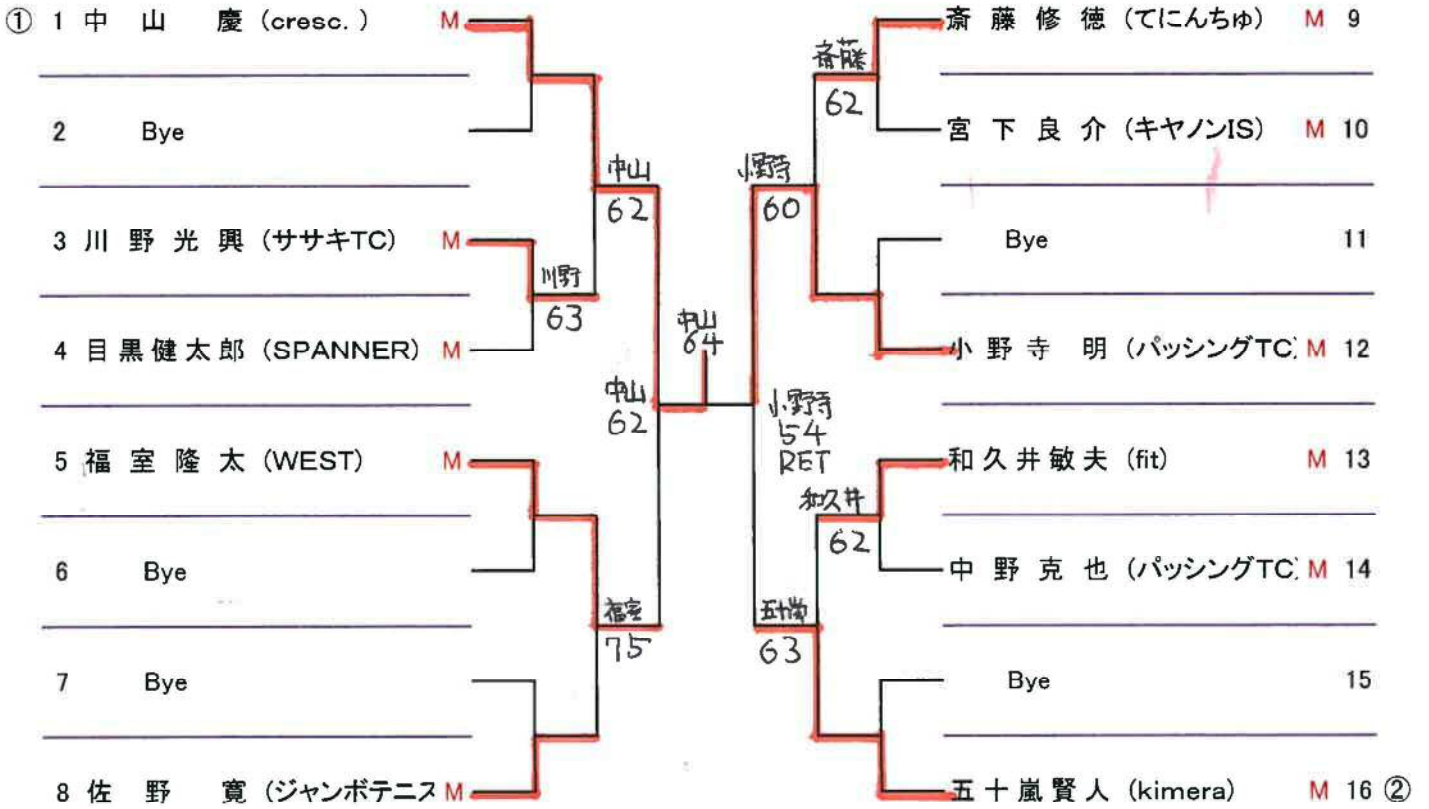 ① 1 中山 慶 (cresc.) M
2 Bye
3 川野光興 (ササキTC) M
4 目黒健太郎 (SPANNER) M
5 福室隆太 (WEST) M
6 Bye
7 Bye
8 佐野 寛 (ジャンボテニス M
川野
63
中山
62
福室
75
中山
62
中山
64
小野寺
60
小野寺
54
RET
五十嵐
63
斎藤
62
和久井
62
斎藤修徳 (てにんちゅ) M 9
宮下良介 (キヤノンIS) M 10
Bye 11
小野寺 明 (パッシングTC) M 12
和久井敏夫 (fit) M 13
中野克也 (パッシングTC) M 14
Bye 15
五十嵐賢人 (kimera) M 16 ②